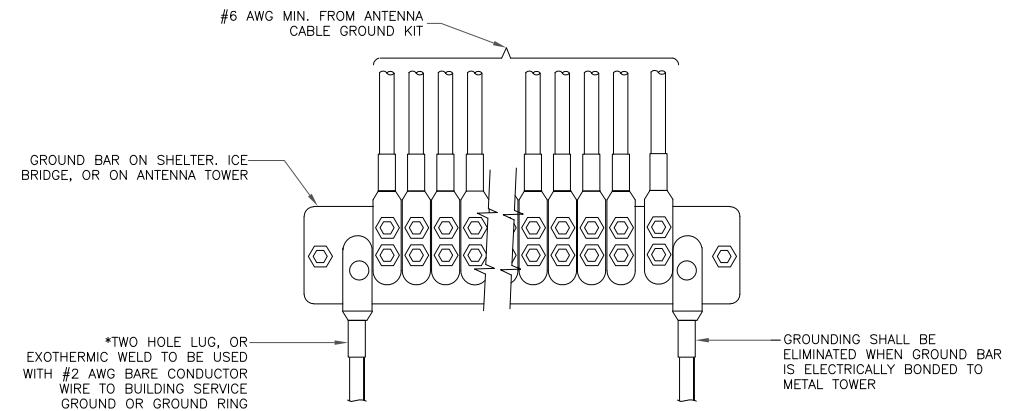 #6 AWG MIN. FROM ANTENNA
CABLE GROUND KIT
GROUND BAR ON SHELTER. ICE
BRIDGE, OR ON ANTENNA TOWER
*TWO HOLE LUG, OR
EXOTHERMIC WELD TO BE USED
WITH #2 AWG BARE CONDUCTOR
WIRE TO BUILDING SERVICE
GROUND OR GROUND RING
GROUNDING SHALL BE
ELIMINATED WHEN GROUND BAR
IS ELECTRICALLY BONDED TO
METAL TOWER